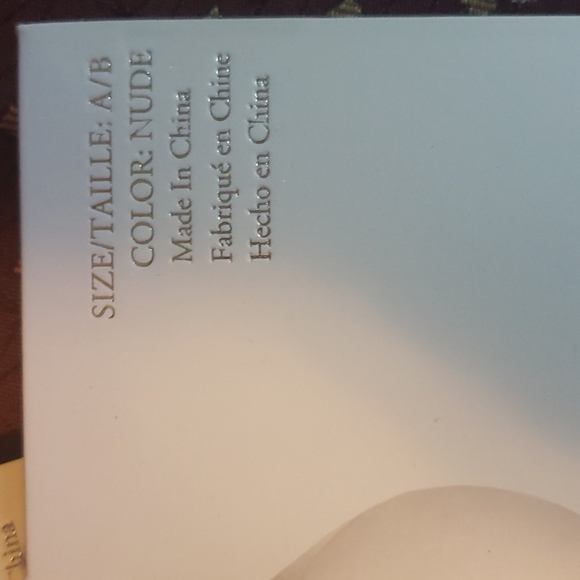 SIZE/TAILLE: A/B
COLOR: NUDE
Made In China
Fabriqué en Chine
Hecho en China